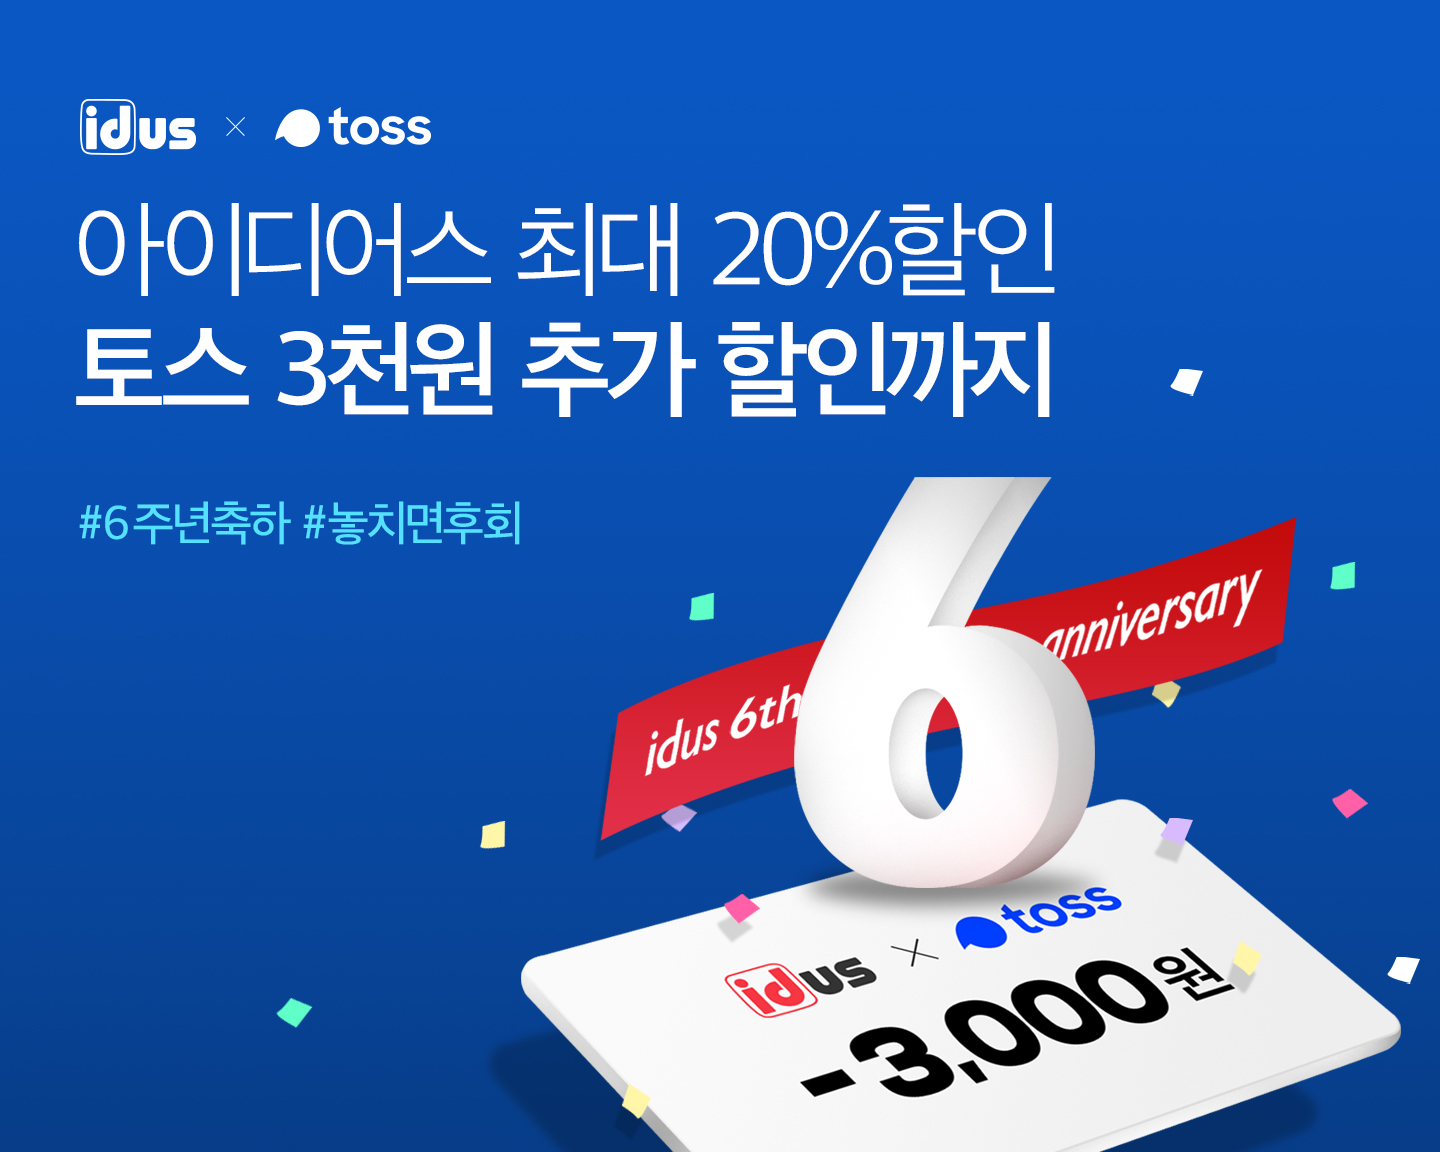 idus × toss
아이디어스 최대 20%할인
토스 3천원 추가 할인까지
#6주년축하 #놓치면후회
idus 6th anniversary
6
idus × toss
-3,000원